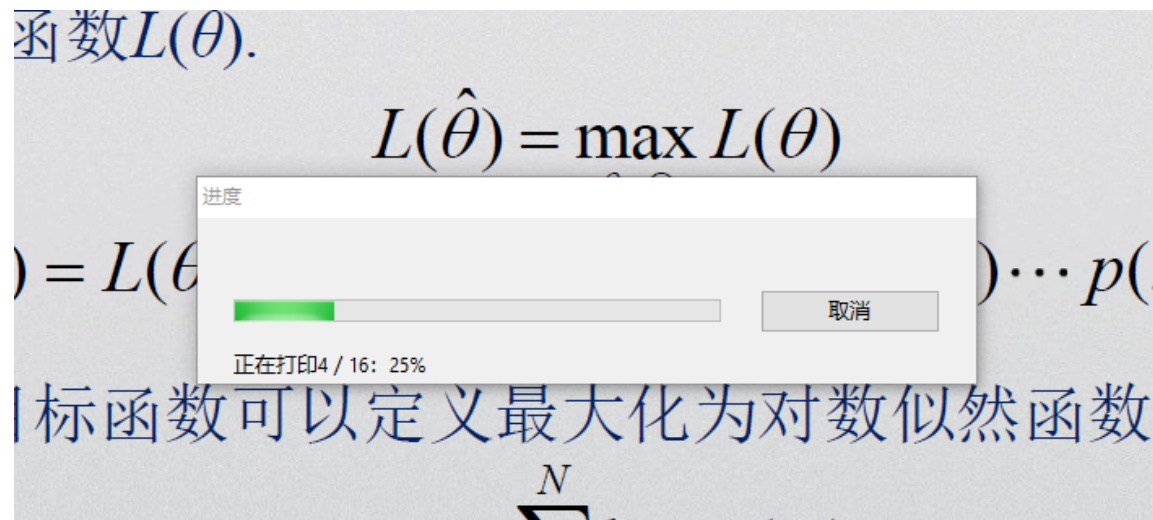 函数L(θ).
L(θ̂) = max L(θ)
进度
) = L(θ
)⋯ p(
取消
正在打印4 / 16: 25%
标函数可以定义最大化为对数似然函数
N
∑